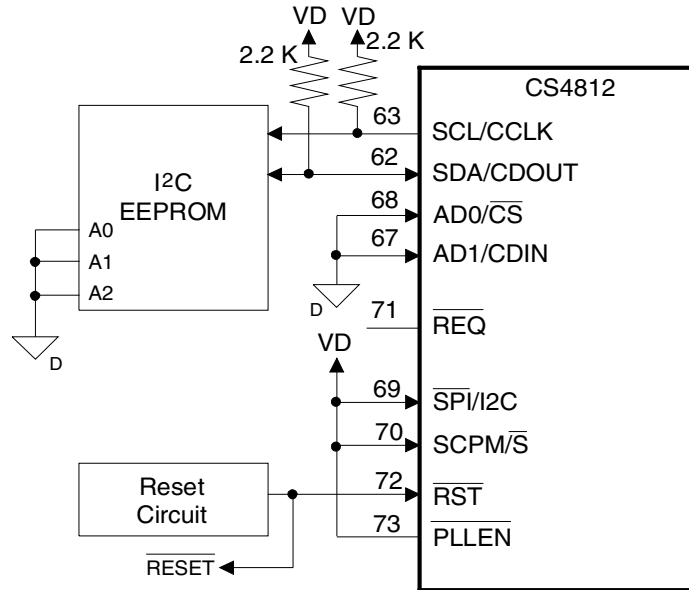 VD VD
2.2 K 2.2 K
CS4812
63 SCL/CCLK
62 SDA/CDOUT
I2C
EEPROM
A0
A1
A2
D
68 AD0/CS
67 AD1/CDIN
D
71 REQ
VD
69 SPI/I2C
70 SCPM/S
Reset
Circuit
72 RST
73 PLLEN
RESET